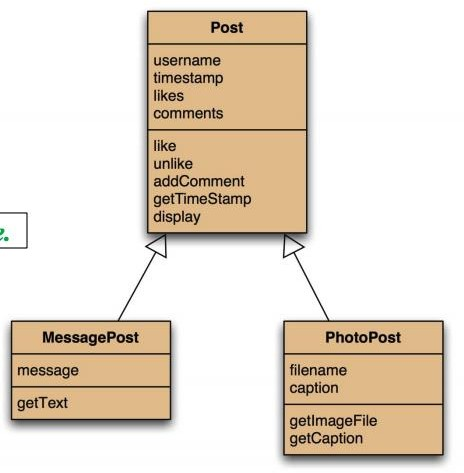 Post
username
timestamp
likes
comments
like
unlike
addComment
getTimeStamp
display
MessagePost
message
getText
PhotoPost
filename
caption
getImageFile
getCaption